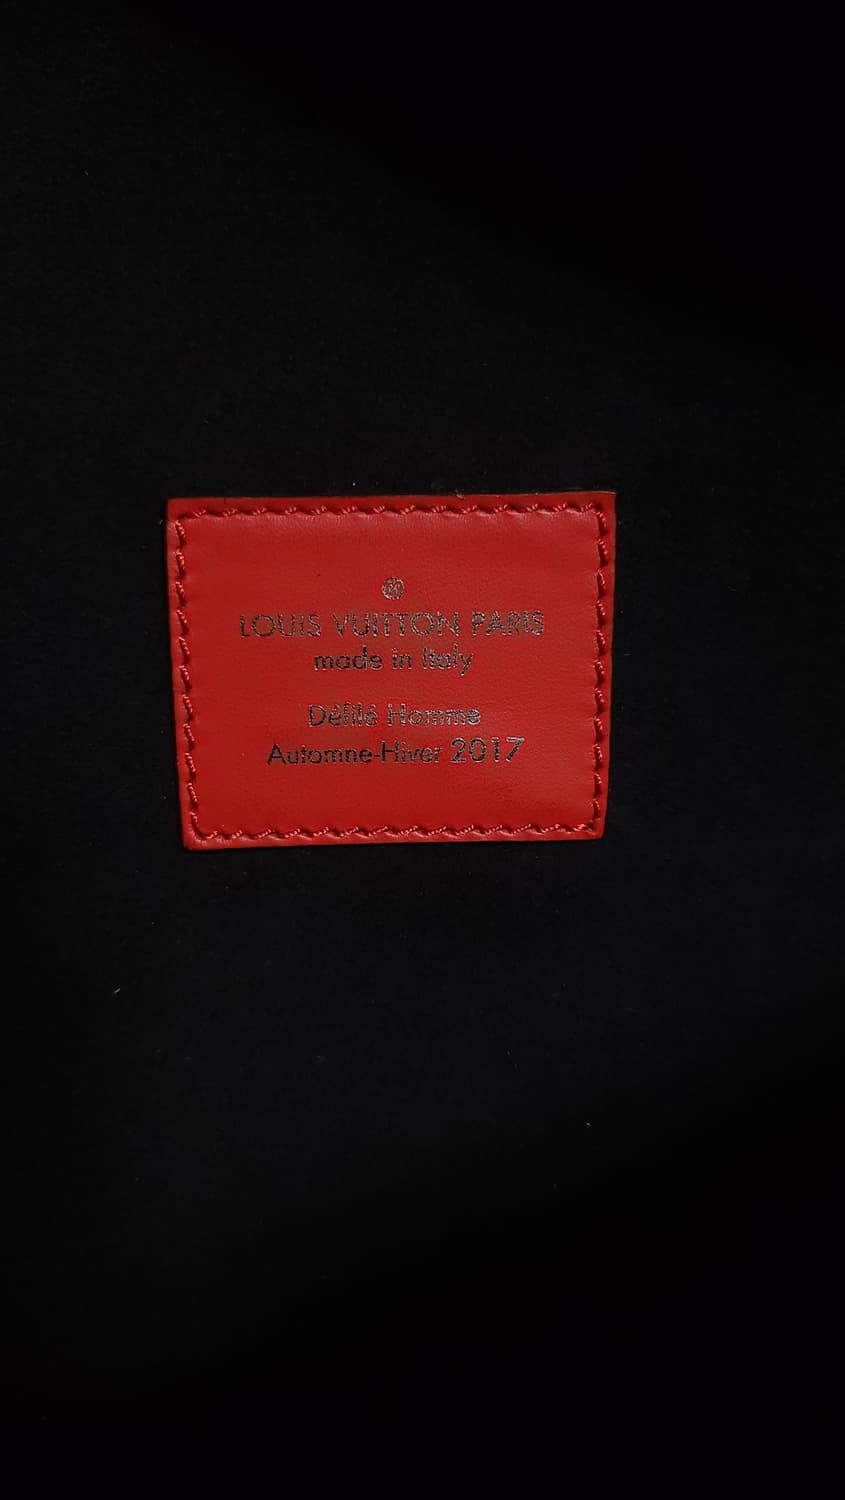 LOUIS VUITTON PARIS
made in Italy
Défilé Homme
Automne-Hiver 2017